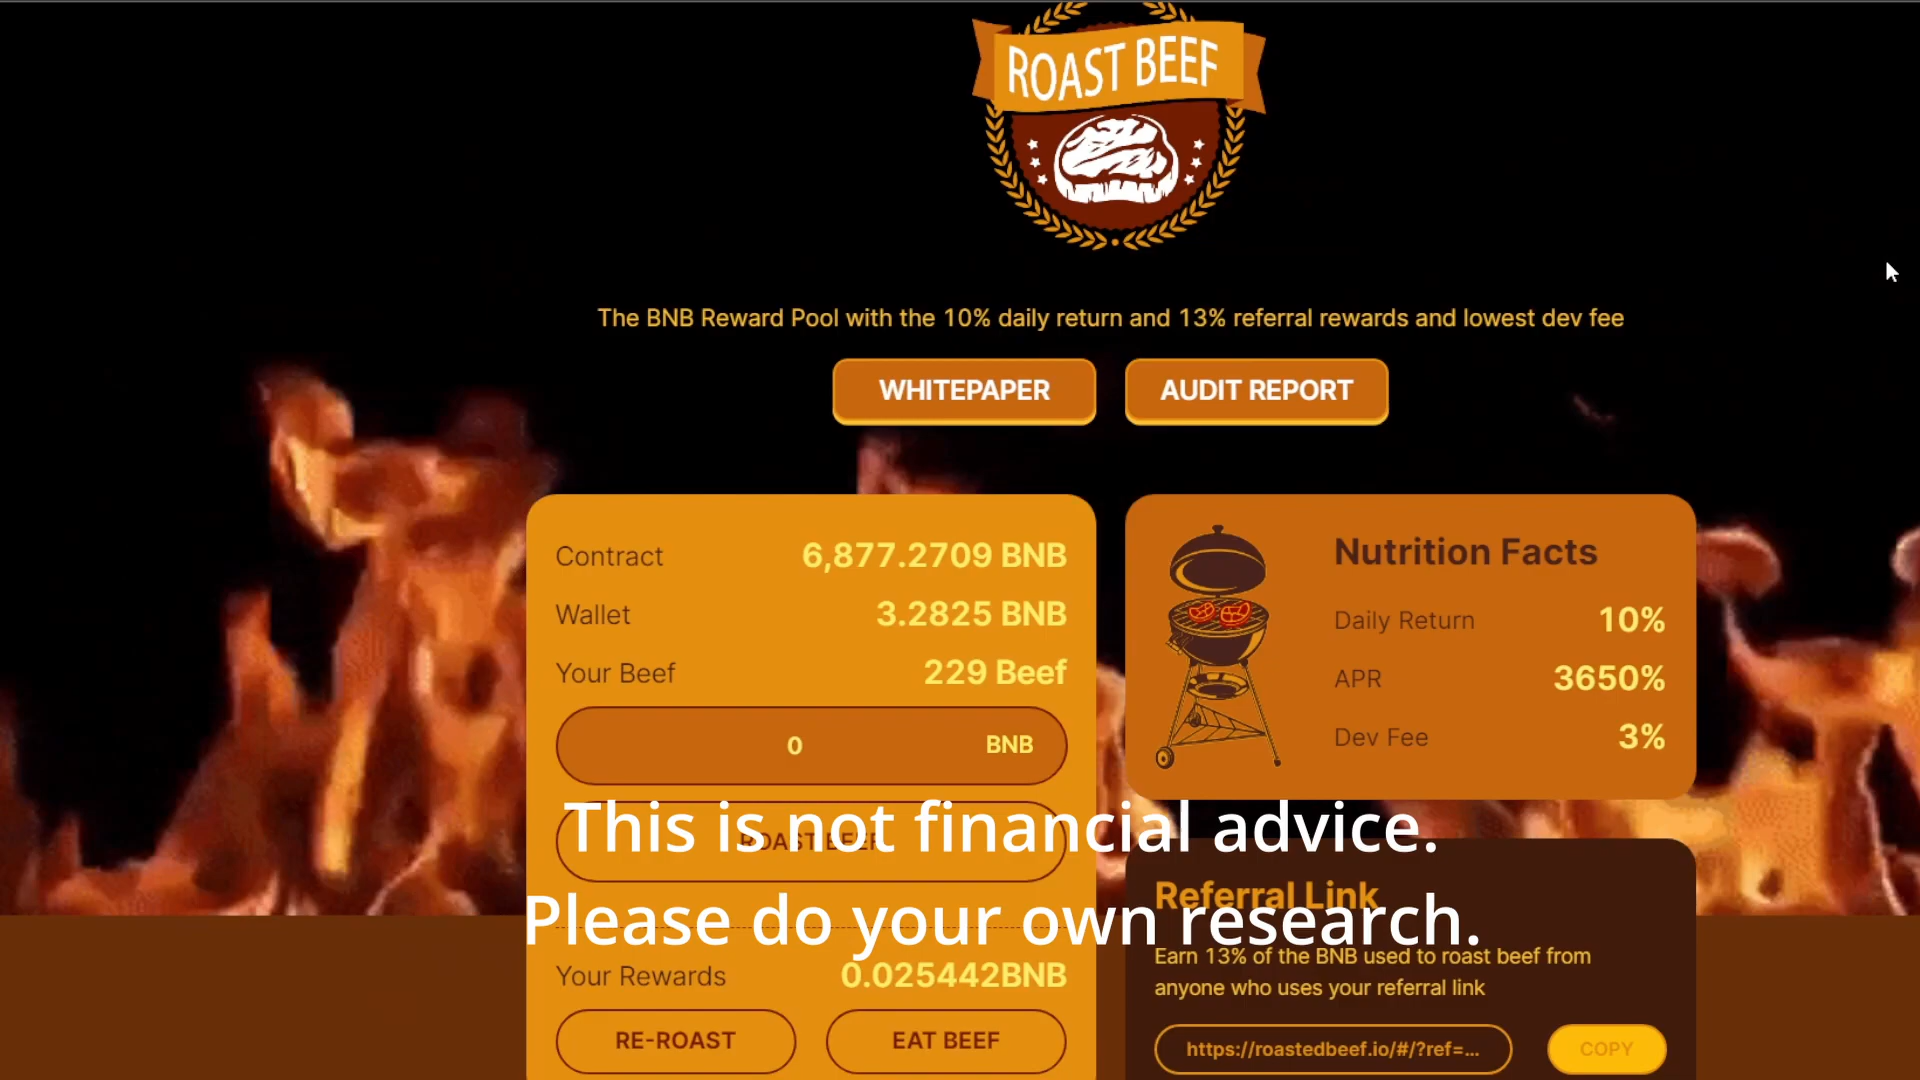 ROAST BEEF
The BNB Reward Pool with the 10% daily return and 13% referral rewards and lowest dev fee
WHITEPAPER
AUDIT REPORT
Contract 6,877.2709 BNB
Wallet 3.2825 BNB
Your Beef 229 Beef
0 BNB
ROAST BEEF
Your Rewards 0.025442BNB
RE-ROAST
EAT BEEF
Nutrition Facts
Daily Return 10%
APR 3650%
Dev Fee 3%
Referral Link
Earn 13% of the BNB used to roast beef from
anyone who uses your referral link
https://roastedbeef.io/#/?ref=...
COPY
This is not financial advice.
Please do your own research.